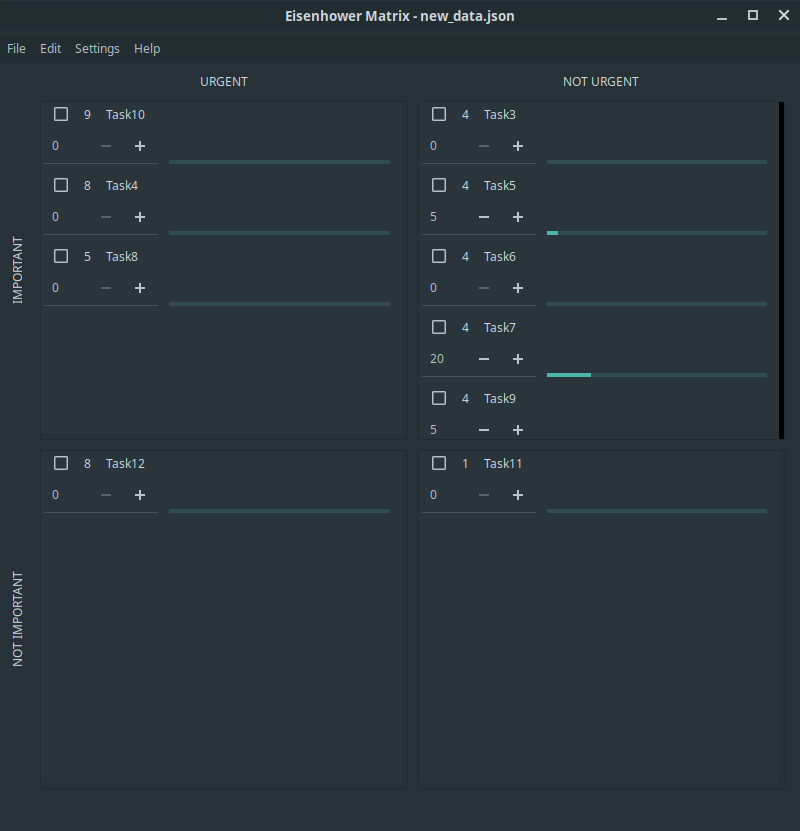 Eisenhower Matrix - new_data.json
File Edit Settings Help
URGENT
NOT URGENT
IMPORTANT
9 Task10
0 − +
8 Task4
0 − +
5 Task8
0 − +
4 Task3
0 − +
4 Task5
5 − +
4 Task6
0 − +
4 Task7
20 − +
4 Task9
5 − +
NOT IMPORTANT
8 Task12
0 − +
1 Task11
0 − +